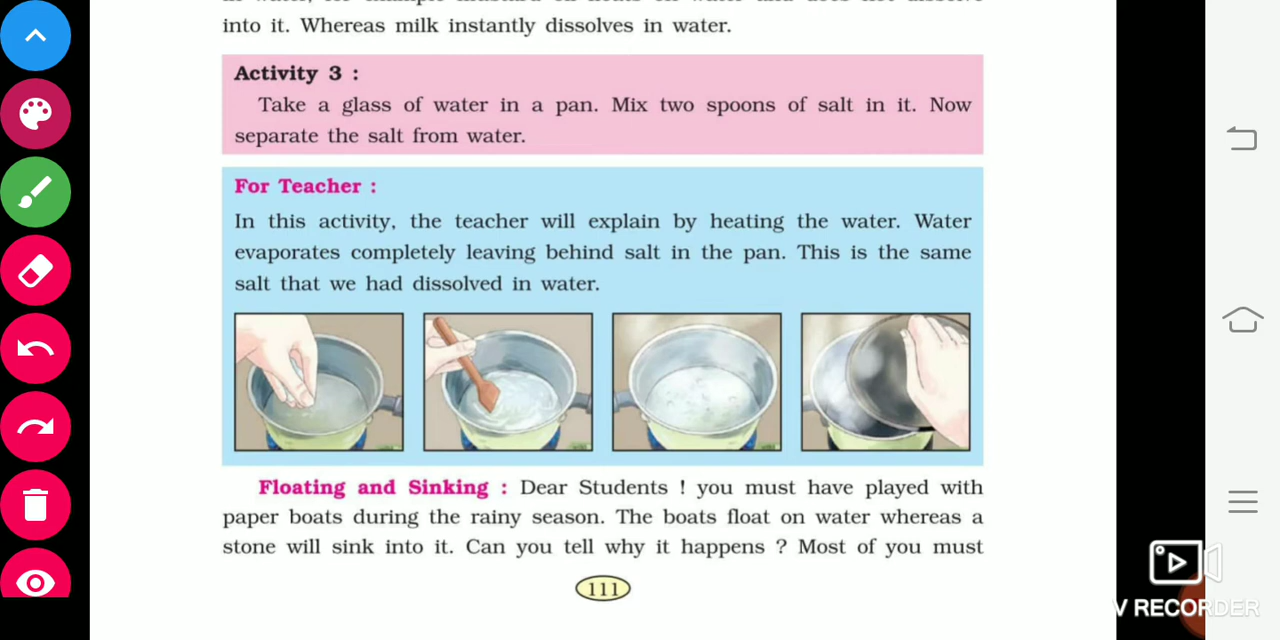 into it. Whereas milk instantly dissolves in water.
Activity 3 :
Take a glass of water in a pan. Mix two spoons of salt in it. Now
separate the salt from water.
For Teacher :
In this activity, the teacher will explain by heating the water. Water
evaporates completely leaving behind salt in the pan. This is the same
salt that we had dissolved in water.
Floating and Sinking : Dear Students ! you must have played with
paper boats during the rainy season. The boats float on water whereas a
stone will sink into it. Can you tell why it happens ? Most of you must
111
V RECORDER